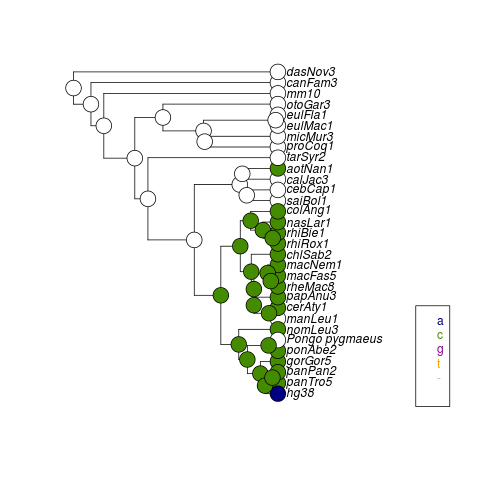 dasNov3
canFam3
mm10
otoGar3
eulFla1
eulMac1
micMur3
proCoq1
tarSyr2
aotNan1
calJac3
cebCap1
saiBol1
colAng1
nasLar1
rhiBie1
rhiRox1
chlSab2
macNem1
macFas5
rheMac8
papAnu3
cerAty1
manLeu1
nomLeu3
Pongo pygmaeus
ponAbe2
gorGor5
panPan2
panTro5
hg38
a
c
g
t
-